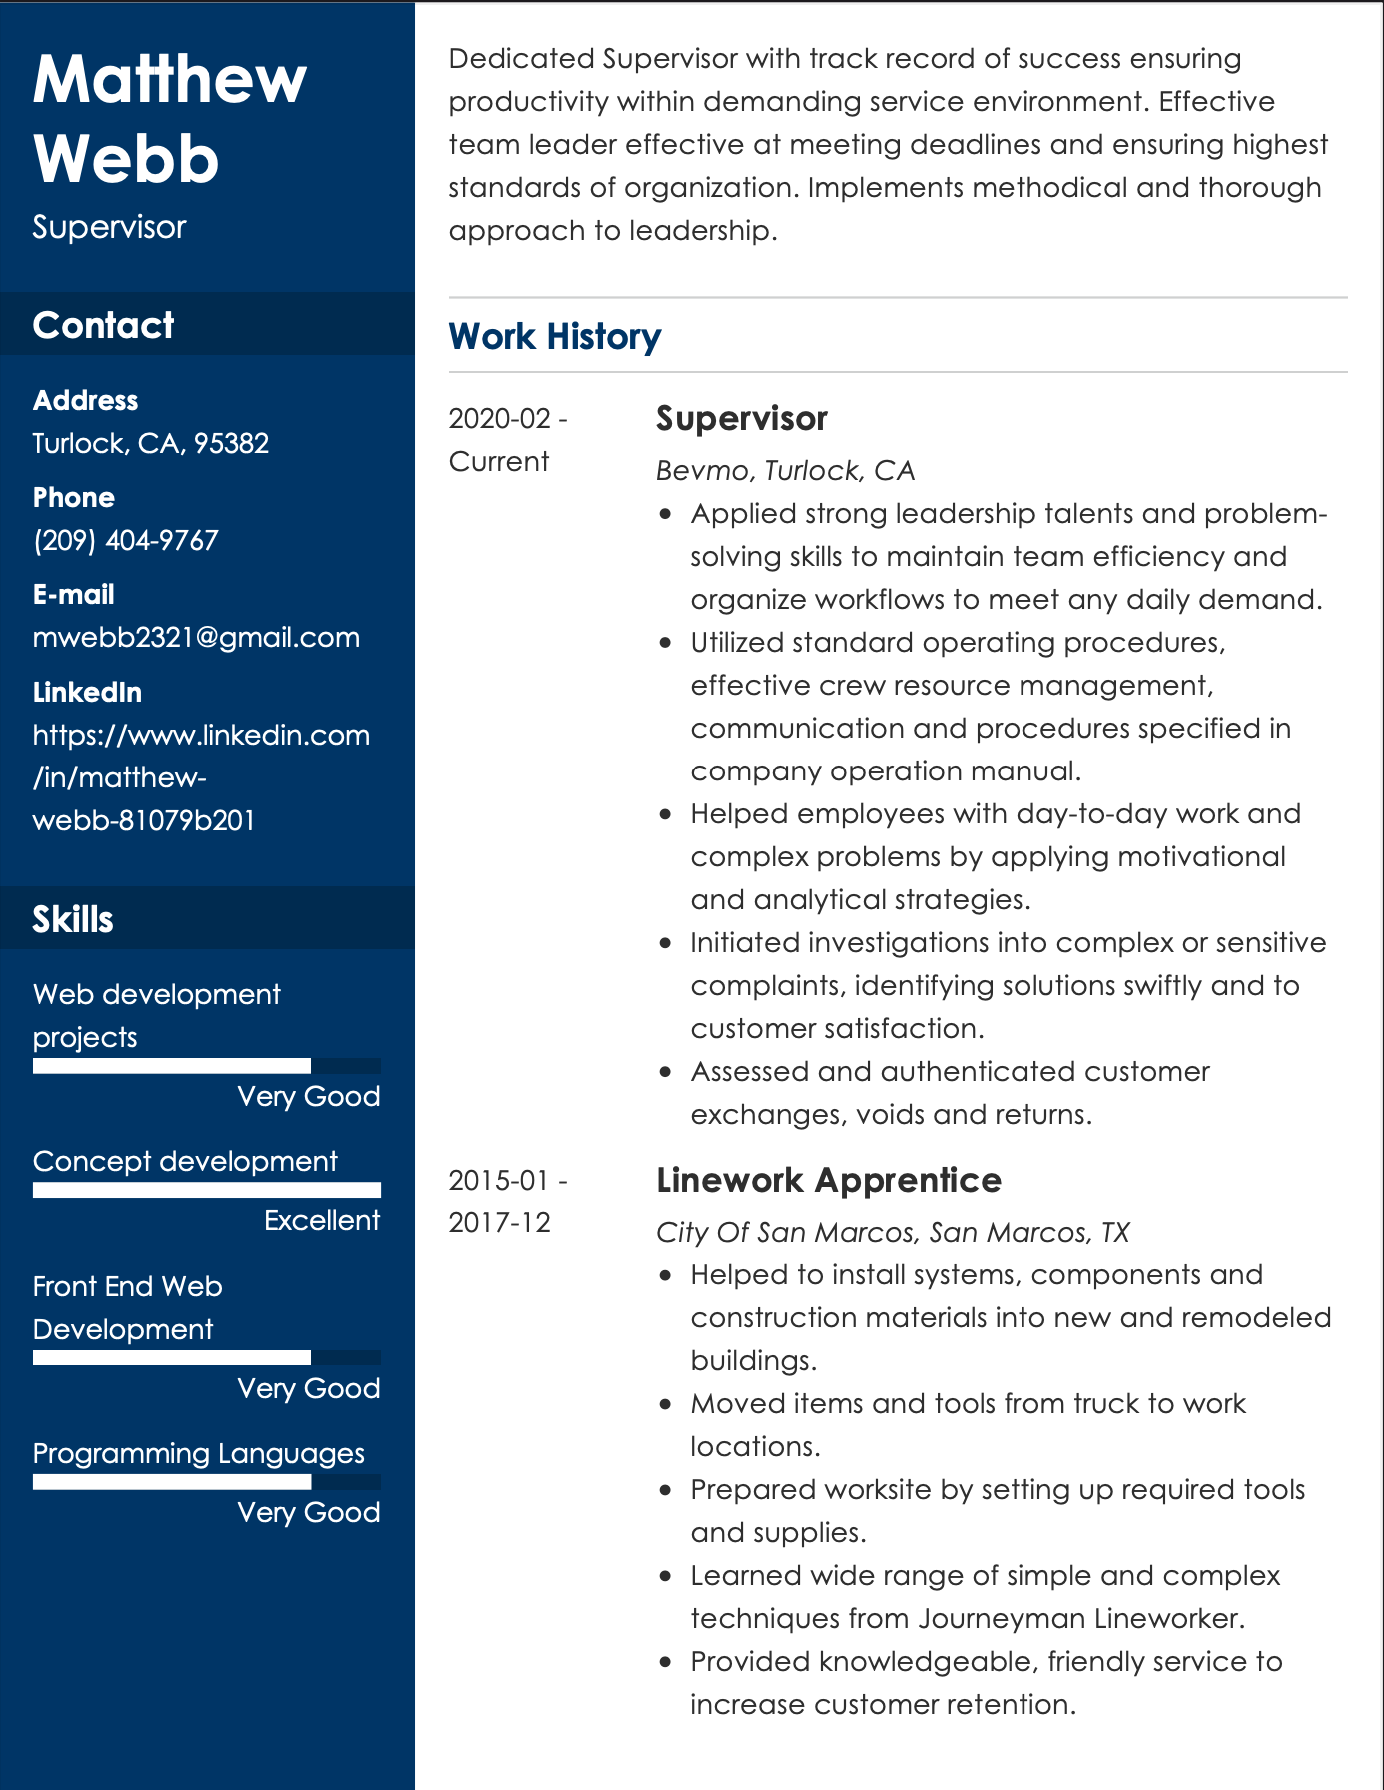 Matthew
Webb
Supervisor
Contact
Address
Turlock, CA, 95382
Phone
(209) 404-9767
E-mail
mwebb2321@gmail.com
LinkedIn
https://www.linkedin.com
/in/matthew-
webb-81079b201
Skills
Web development
projects
Very Good
Concept development
Excellent
Front End Web
Development
Very Good
Programming Languages
Very Good
Dedicated Supervisor with track record of success ensuring
productivity within demanding service environment. Effective
team leader effective at meeting deadlines and ensuring highest
standards of organization. Implements methodical and thorough
approach to leadership.
Work History
2020-02 -
Current
Supervisor
Bevmo, Turlock, CA
• Applied strong leadership talents and problem-
solving skills to maintain team efficiency and
organize workflows to meet any daily demand.
• Utilized standard operating procedures,
effective crew resource management,
communication and procedures specified in
company operation manual.
• Helped employees with day-to-day work and
complex problems by applying motivational
and analytical strategies.
• Initiated investigations into complex or sensitive
complaints, identifying solutions swiftly and to
customer satisfaction.
• Assessed and authenticated customer
exchanges, voids and returns.
2015-01 -
2017-12
Linework Apprentice
City Of San Marcos, San Marcos, TX
• Helped to install systems, components and
construction materials into new and remodeled
buildings.
• Moved items and tools from truck to work
locations.
• Prepared worksite by setting up required tools
and supplies.
• Learned wide range of simple and complex
techniques from Journeyman Lineworker.
• Provided knowledgeable, friendly service to
increase customer retention.